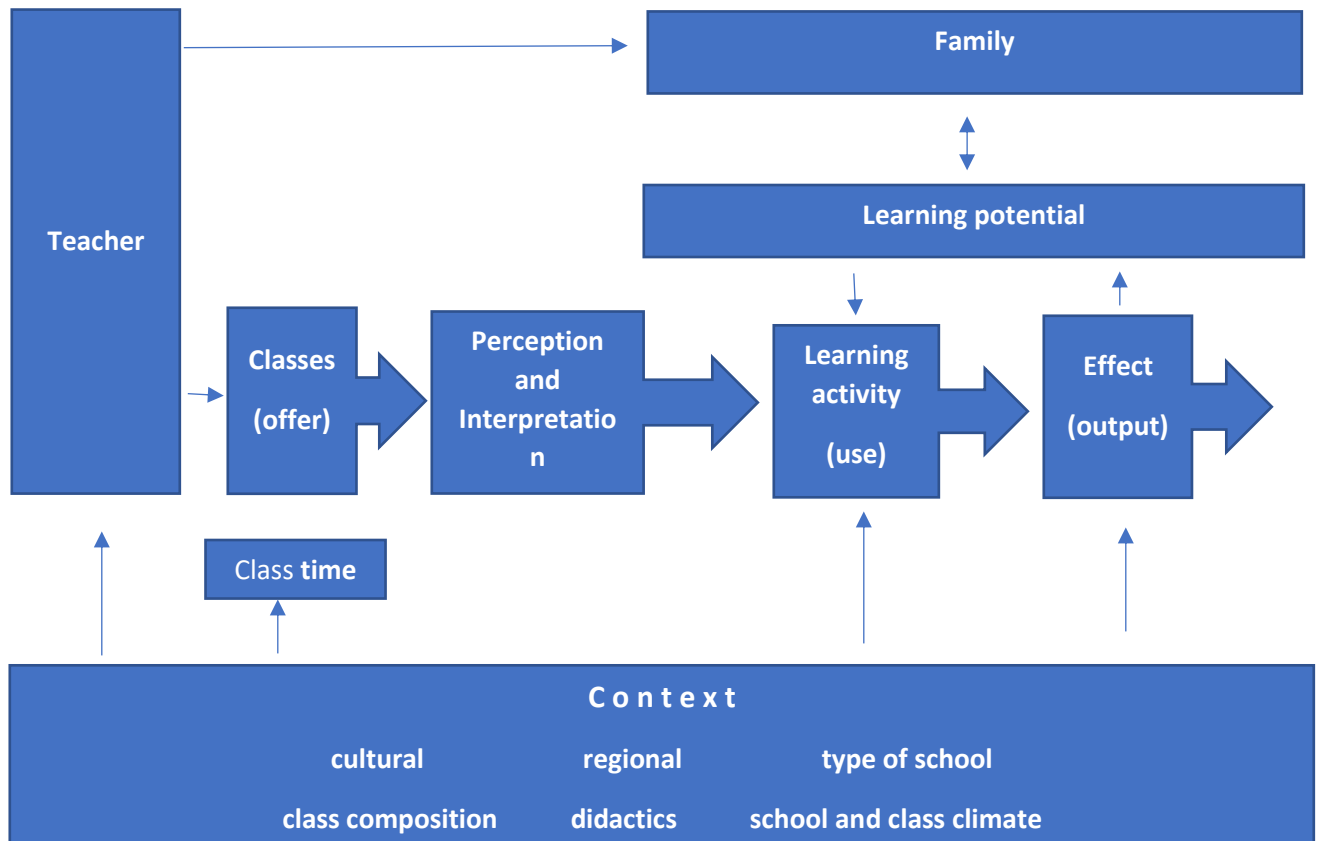 Family
Learning potential
Teacher
Classes
(offer)
Perception
and
Interpretatio
n
Learning
activity
(use)
Effect
(output)
Class time
Context
cultural regional type of school
class composition didactics school and class climate